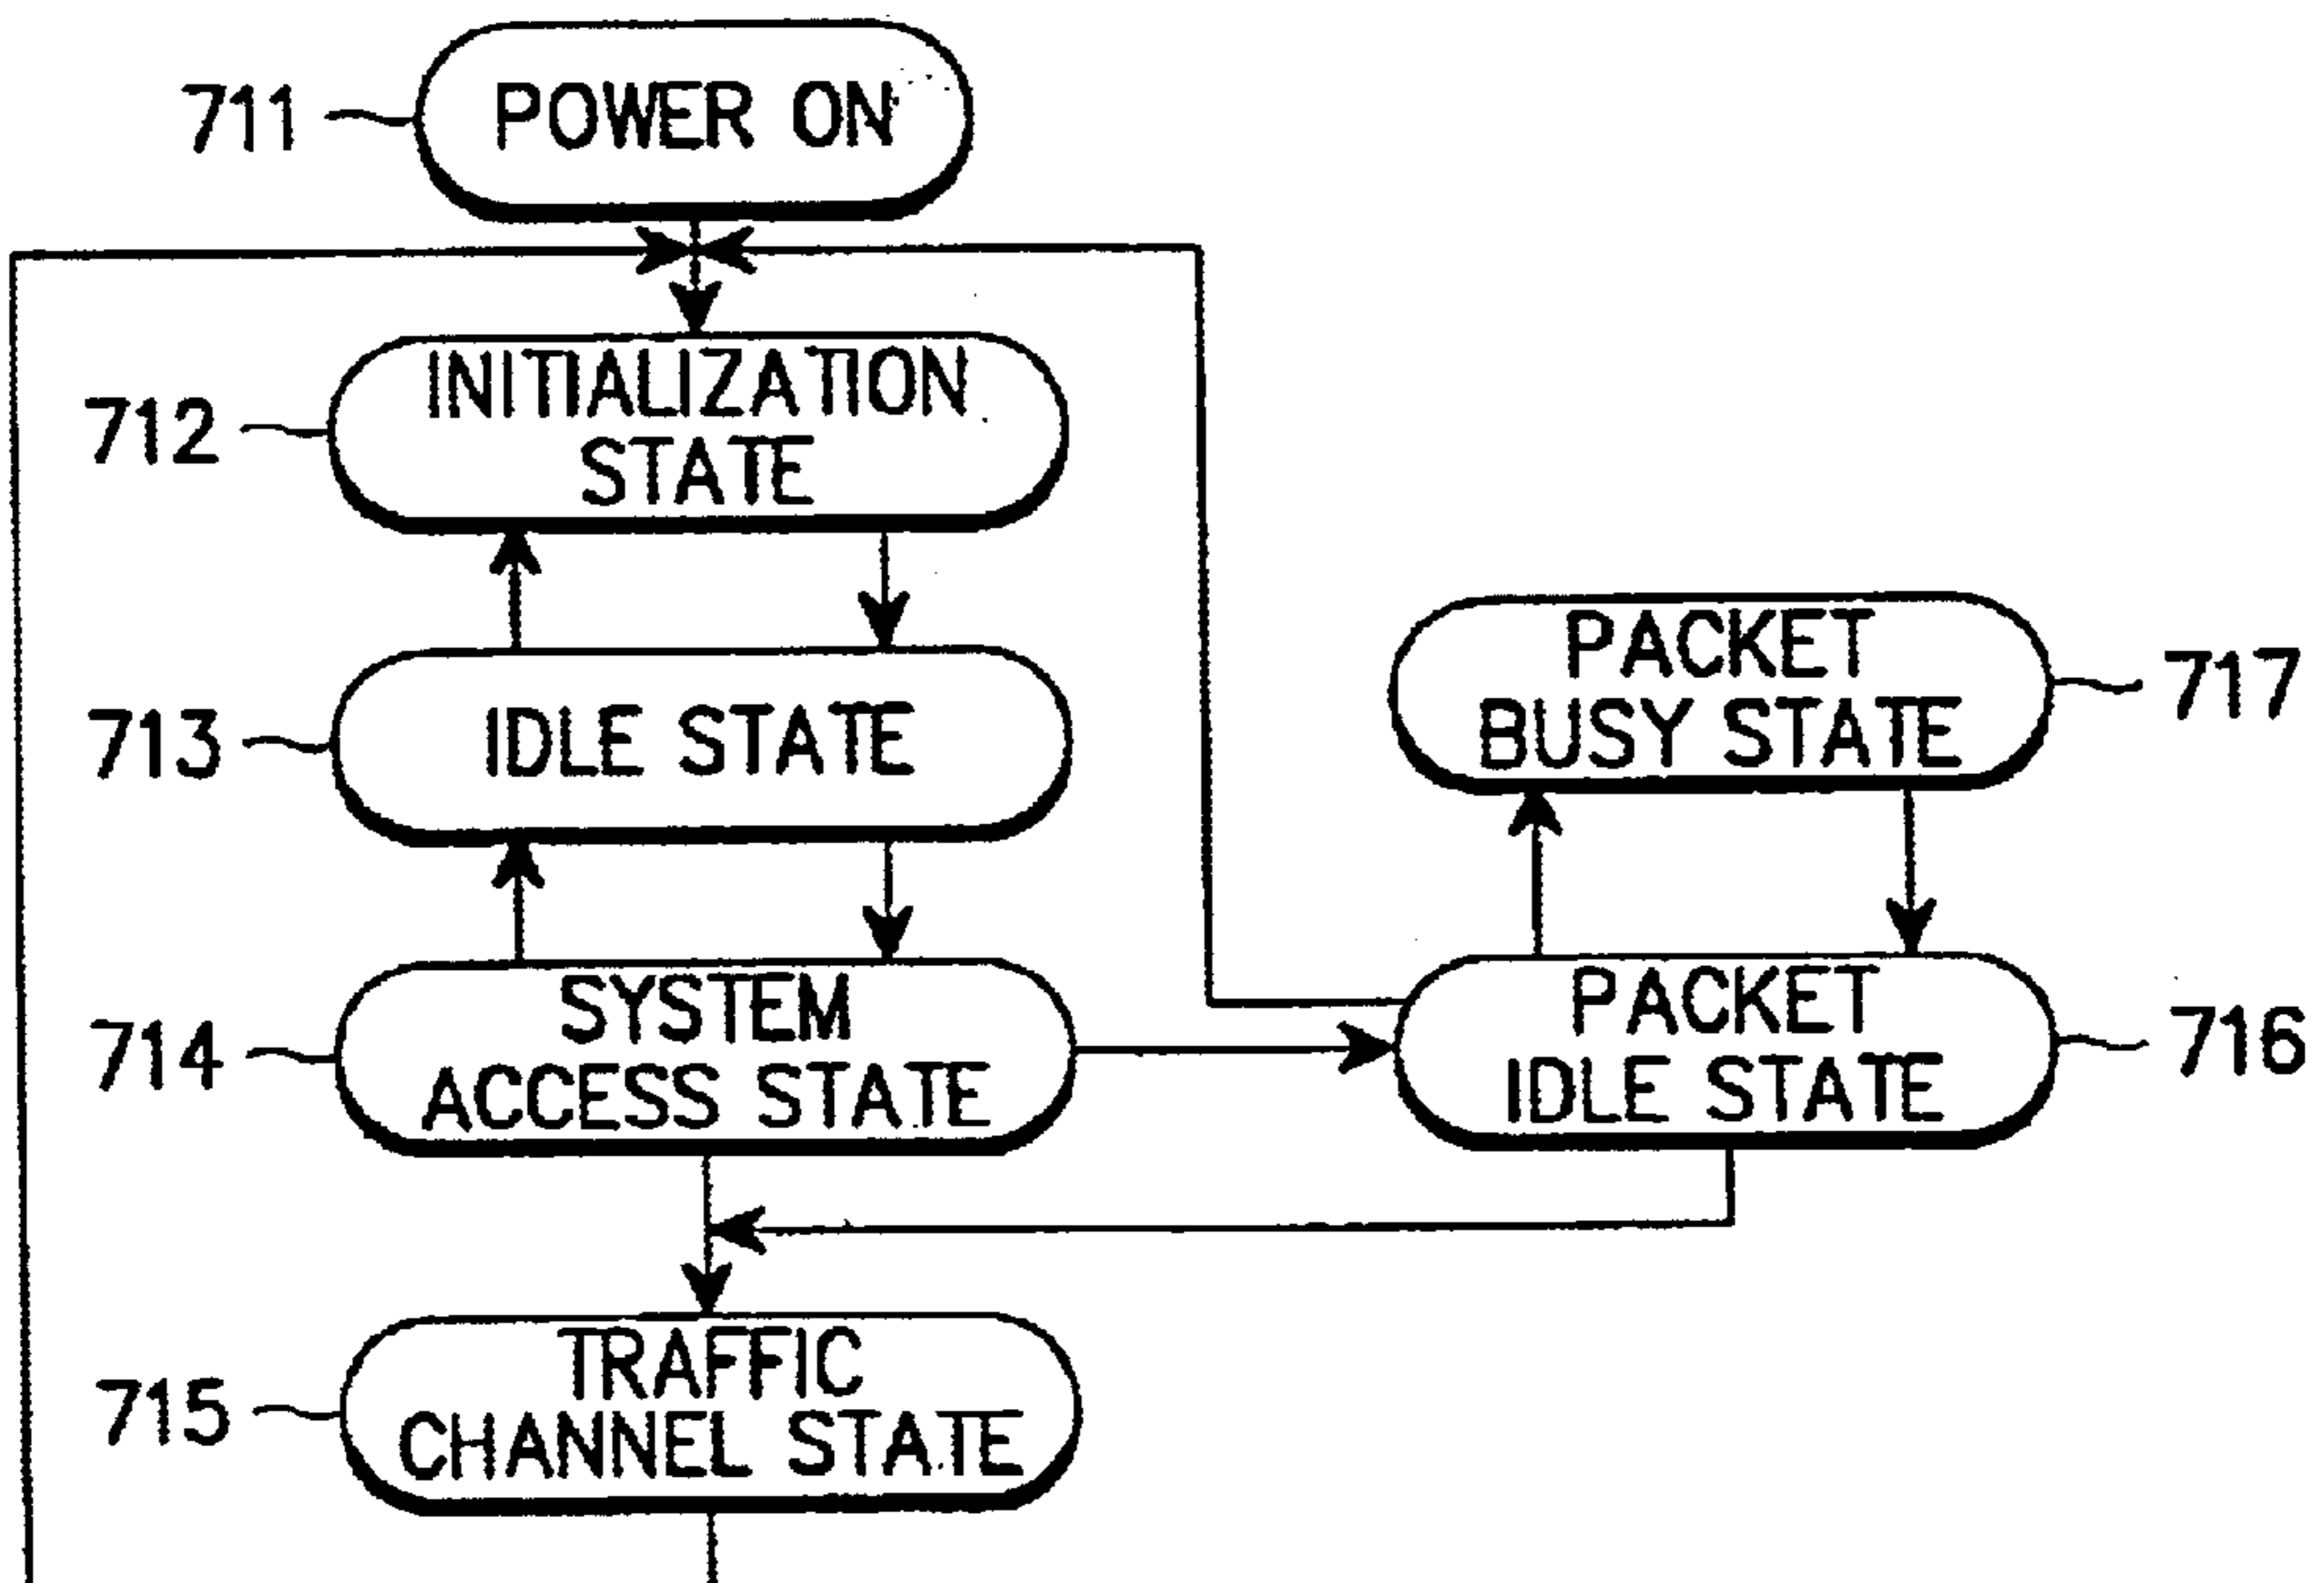 711
POWER ON
712
INITIALIZATION
STATE
713
IDLE STATE
PACKET
BUSY STATE
717
714
SYSTEM
ACCESS STATE
PACKET
IDLE STATE
716
715
TRAFFIC
CHANNEL STATE